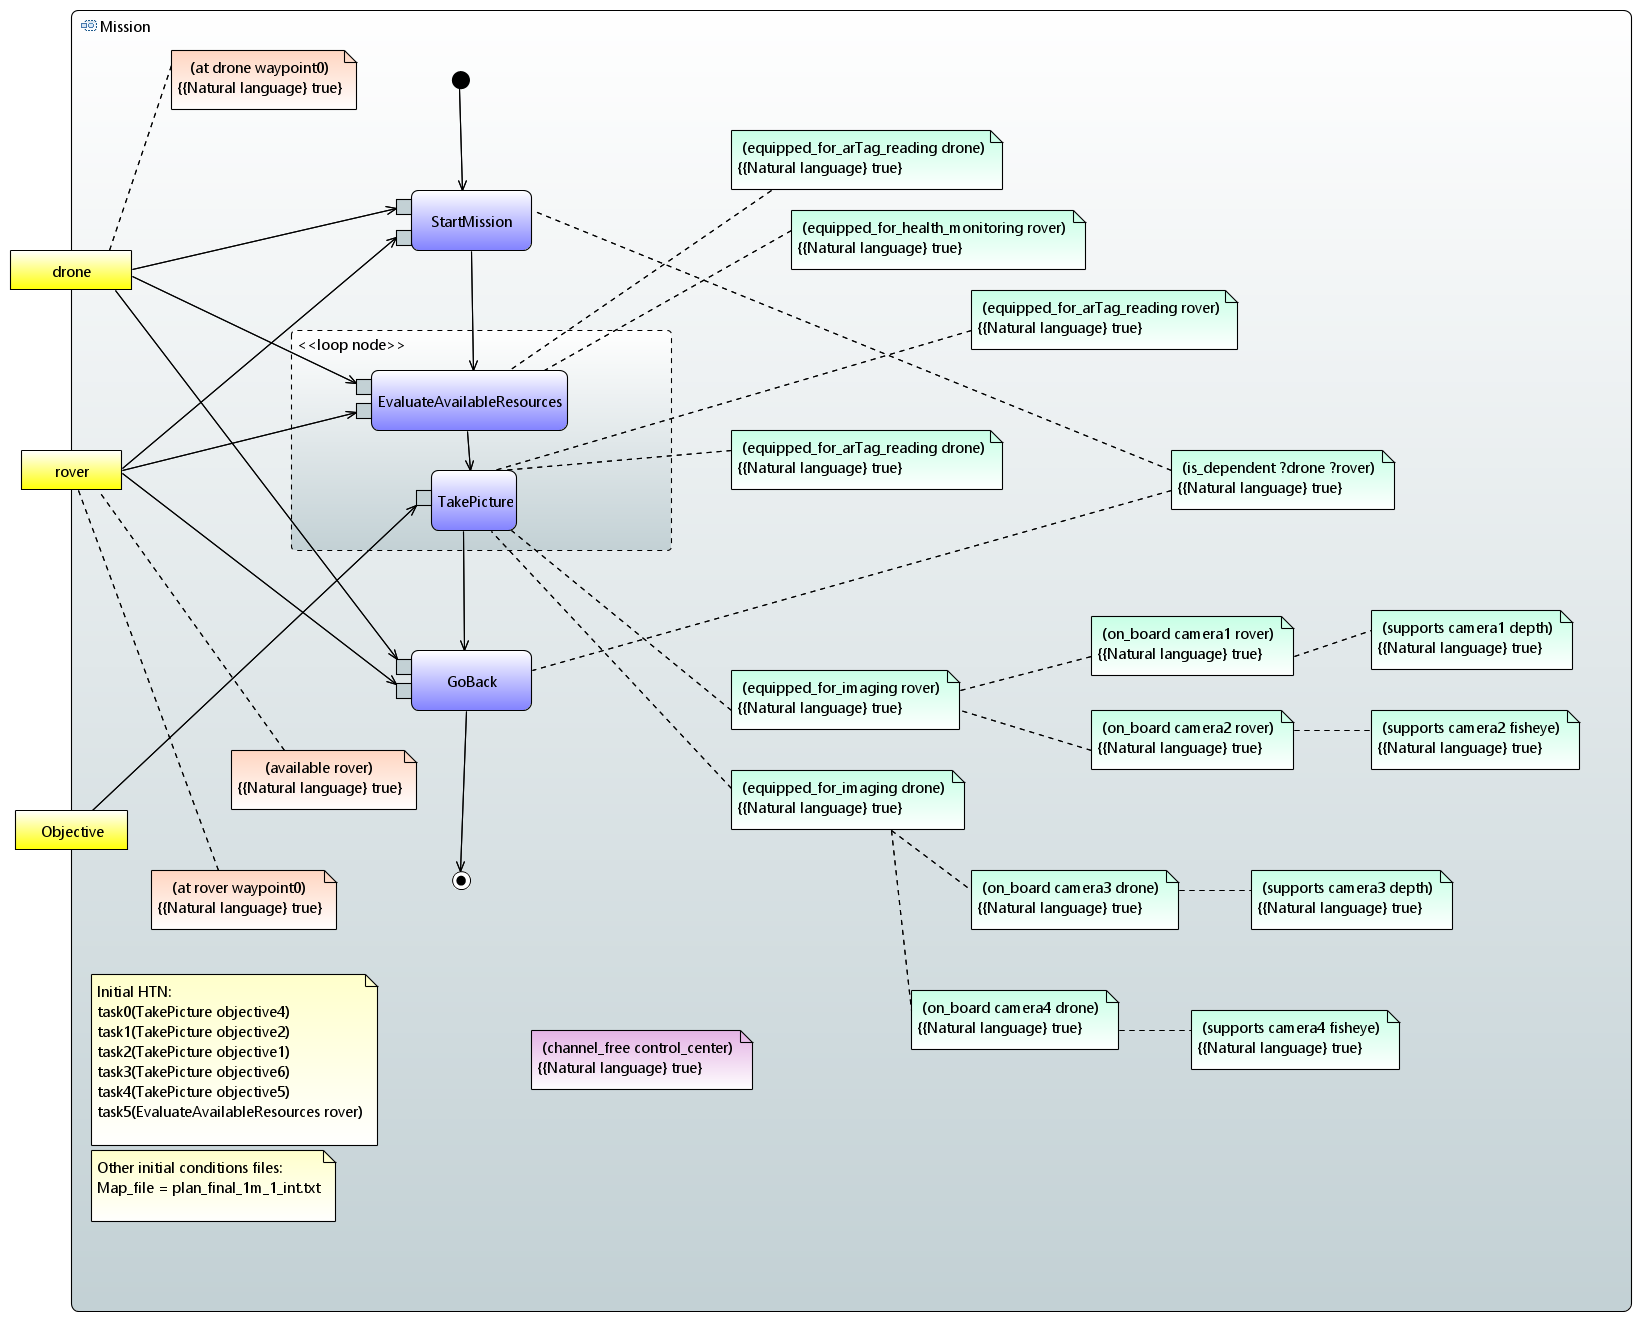 Mission
(at drone waypoint0)
{{Natural language} true}
(equipped_for_arTag_reading drone)
{{Natural language} true}
StartMission
(equipped_for_health_monitoring rover)
{{Natural language} true}
drone
(equipped_for_arTag_reading rover)
{{Natural language} true}
<<loop node>>
EvaluateAvailableResources
(equipped_for_arTag_reading drone)
{{Natural language} true}
rover
(is_dependent ?drone ?rover)
{{Natural language} true}
TakePicture
(on_board camera1 rover)
{{Natural language} true}
(supports camera1 depth)
{{Natural language} true}
GoBack
(equipped_for_imaging rover)
{{Natural language} true}
(on_board camera2 rover)
{{Natural language} true}
(supports camera2 fisheye)
{{Natural language} true}
(available rover)
{{Natural language} true}
(equipped_for_imaging drone)
{{Natural language} true}
Objective
(at rover waypoint0)
{{Natural language} true}
(on_board camera3 drone)
{{Natural language} true}
(supports camera3 depth)
{{Natural language} true}
Initial HTN:
task0(TakePicture objective4)
task1(TakePicture objective2)
task2(TakePicture objective1)
task3(TakePicture objective6)
task4(TakePicture objective5)
task5(EvaluateAvailableResources rover)
(on_board camera4 drone)
{{Natural language} true}
(supports camera4 fisheye)
{{Natural language} true}
(channel_free control_center)
{{Natural language} true}
Other initial conditions files:
Map_file = plan_final_1m_1_int.txt